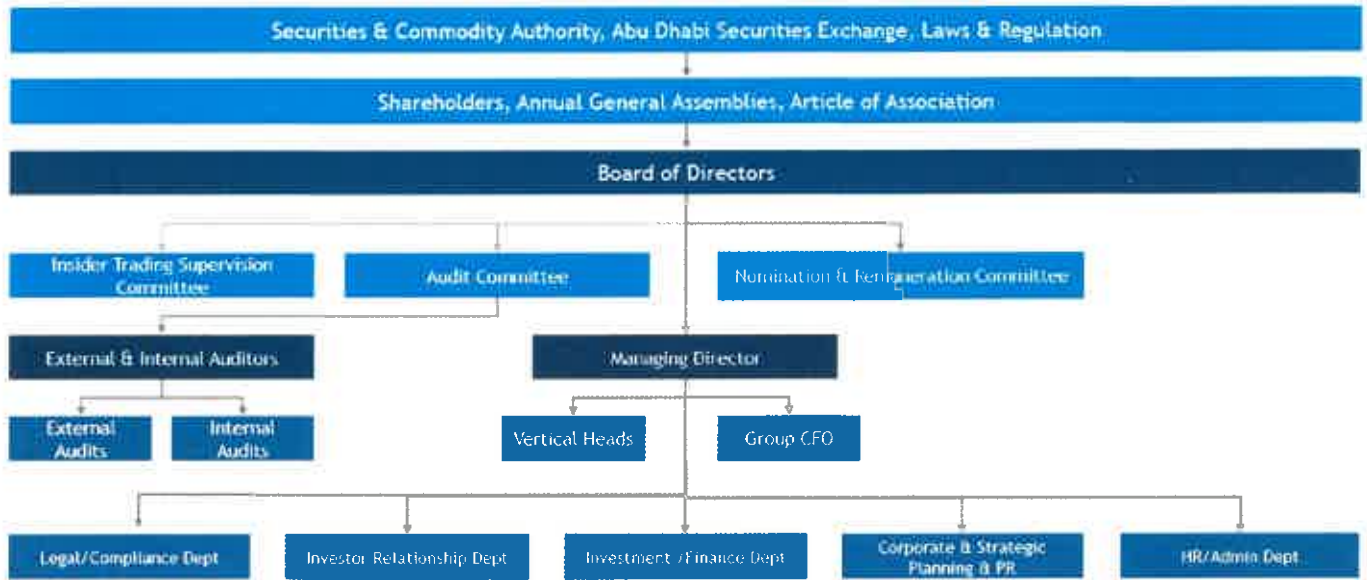 Securities & Commodity Authority, Abu Dhabi Securities Exchange, Laws & Regulation
Shareholders, Annual General Assemblies, Article of Association
Board of Directors
Insider Trading Supervision
Committee
Audit Committee
Nomination & Remuneration Committee
External & Internal Auditors
Managing Director
External
Audits
Internal
Audits
Vertical Heads
Group CFO
Legal/Compliance Dept
Investor Relationship Dept
Investment /Finance Dept
Corporate & Strategic
Planning & PR
HR/Admin Dept